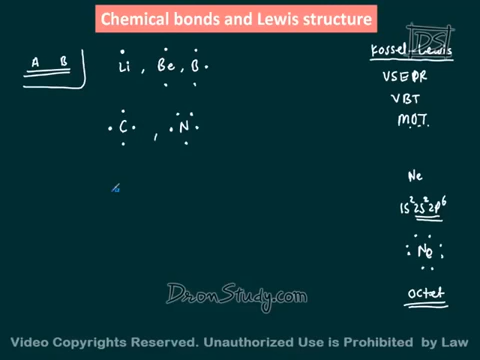 Chemical bonds and Lewis structure
A B
Li , Be , B
C , N
Kossel-Lewis
VSEPR
VBT
M.O.T.
Ne
1s² 2s² 2p⁶
Ne
octet
DronStudy.com
Video Copyrights Reserved. Unauthorized Use is Prohibited by Law